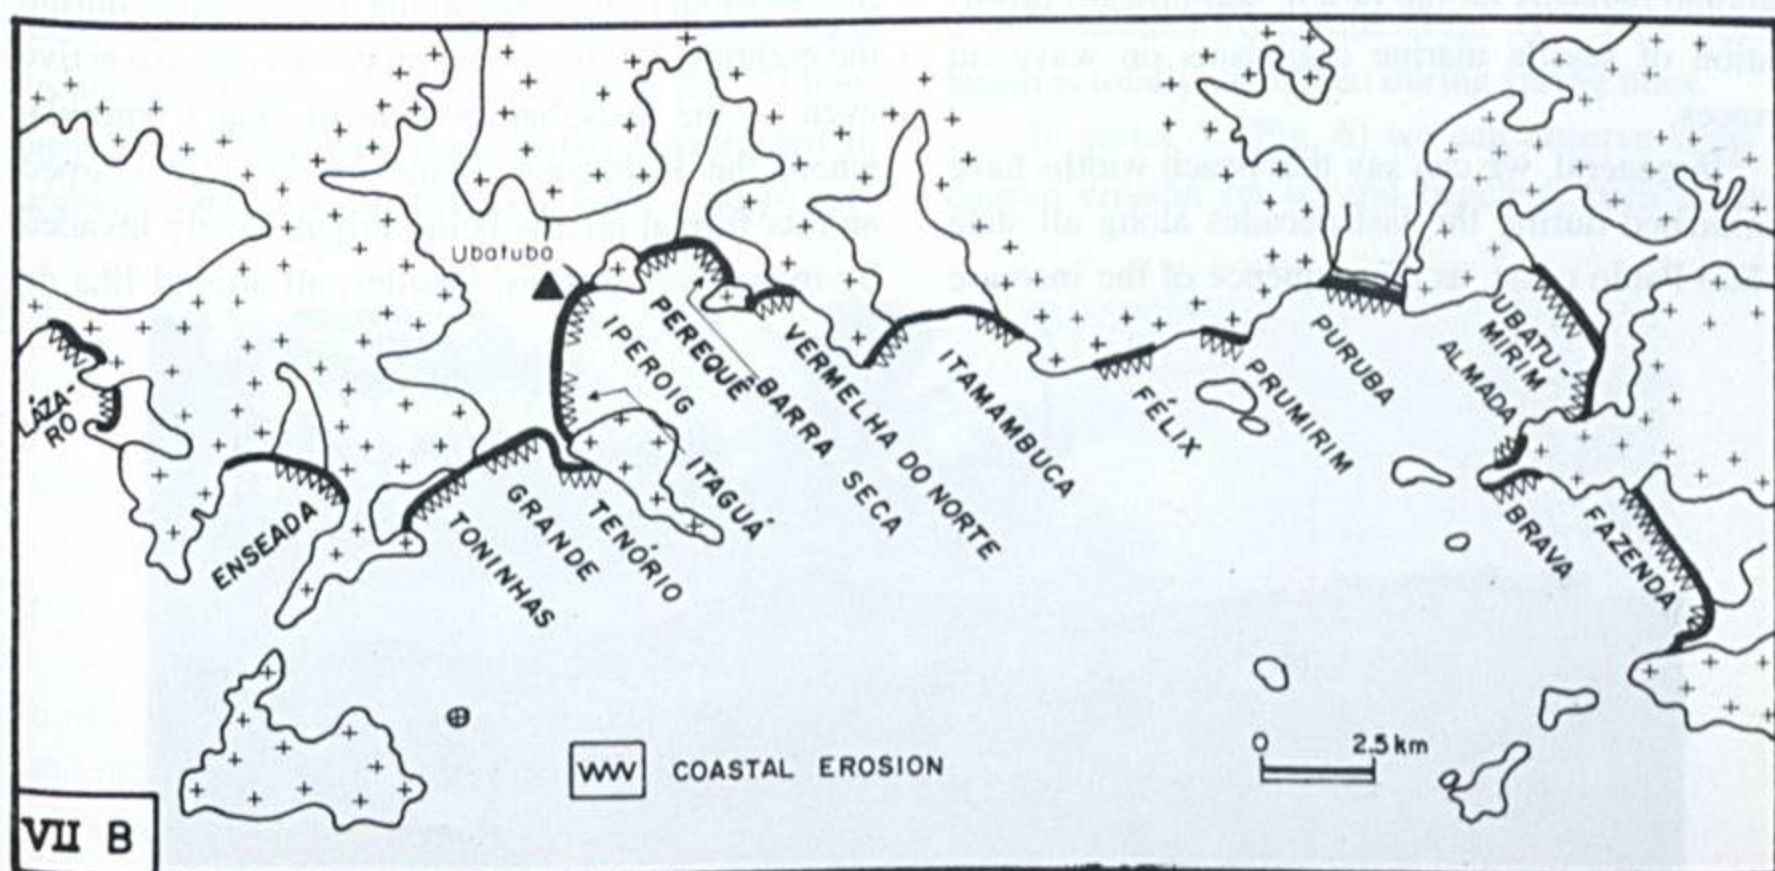 Ubatuba
LÁZÁ-
RO
ENSEADA
TONINHAS
GRANDE
TENÓRIO
ITAGUÁ
IPEROIG
PEREQUÊ
BARRA SECA
VERMELHA DO NORTE
ITAMAMBUCA
FÉLIX
PRUMIRIM
PURUBA
UBATU-
MIRIM
ALMADA
BRAVA
FAZENDA
COASTAL EROSION
0 2.5 km
VII B